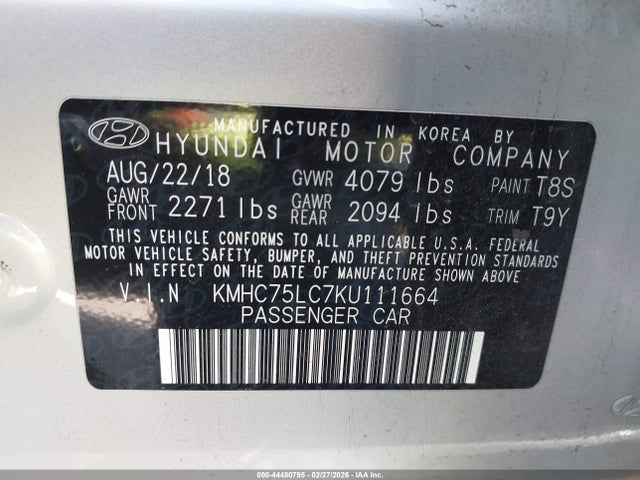 MANUFACTURED IN KOREA BY
HYUNDAI MOTOR COMPANY
AUG/22/18 GVWR 4079 lbs PAINT T8S
GAWR FRONT 2271 lbs GAWR REAR 2094 lbs TRIM T9Y
THIS VEHICLE CONFORMS TO ALL APPLICABLE U.S.A. FEDERAL
MOTOR VEHICLE SAFETY, BUMPER, AND THEFT PREVENTION STANDARDS
IN EFFECT ON THE DATE OF MANUFACTURE SHOWN ABOVE
V.I.N KMHC75LC7KU111664
PASSENGER CAR
000-44480795 - 02/27/2026 - IAA Inc.